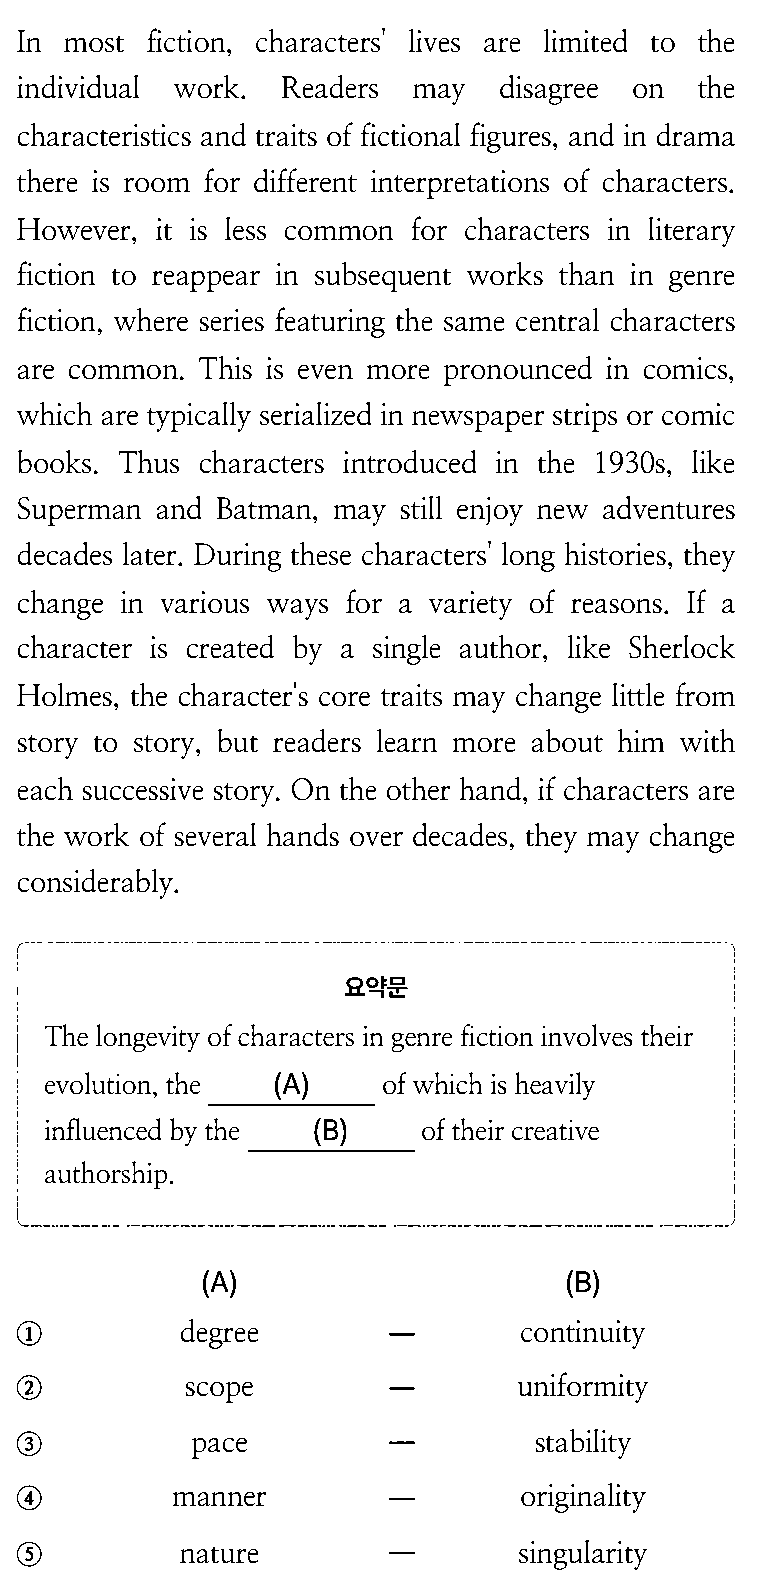 In most fiction, characters' lives are limited to the
individual work. Readers may disagree on the
characteristics and traits of fictional figures, and in drama
there is room for different interpretations of characters.
However, it is less common for characters in literary
fiction to reappear in subsequent works than in genre
fiction, where series featuring the same central characters
are common. This is even more pronounced in comics,
which are typically serialized in newspaper strips or comic
books. Thus characters introduced in the 1930s, like
Superman and Batman, may still enjoy new adventures
decades later. During these characters' long histories, they
change in various ways for a variety of reasons. If a
character is created by a single author, like Sherlock
Holmes, the character's core traits may change little from
story to story, but readers learn more about him with
each successive story. On the other hand, if characters are
the work of several hands over decades, they may change
considerably.
요약문
The longevity of characters in genre fiction involves their
evolution, the (A) of which is heavily
influenced by the (B) of their creative
authorship.
(A) (B)
① degree — continuity
② scope — uniformity
③ pace — stability
④ manner — originality
⑤ nature — singularity